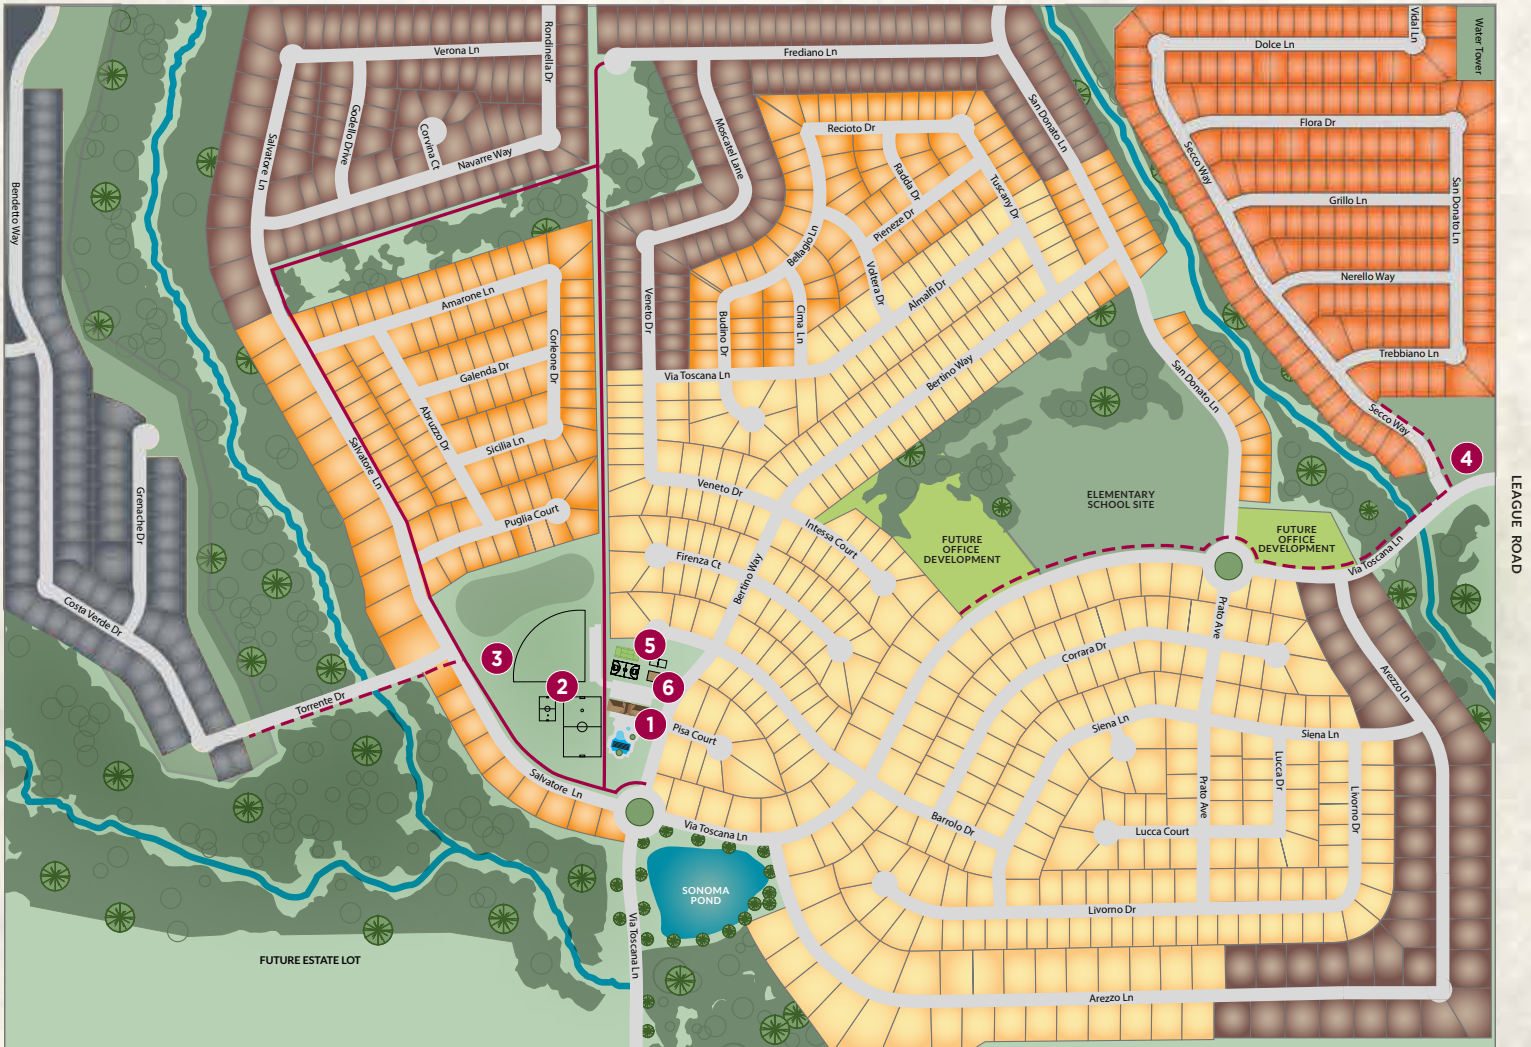 Verona Ln
Rondinella Dr
Frediano Ln
Dolce Ln
Vidal Ln
Water Tower
Salvatore Ln
Godello Drive
Corvina Ct
Navarre Way
Moscatel Lane
Recioto Dr
Radda Dr
Pieneze Dr
Tuscany Dr
San Donato Ln
Flora Dr
Secco Way
Grillo Ln
San Donato Ln
Nerello Way
Trebbiano Ln
Bendetto Way
Bellagio Ln
Voltera Dr
Almalfi Dr
Veneto Dr
Budino Dr
Cima Ln
Amarone Ln
Corleone Dr
Galenda Dr
Abruzzo Dr
Sicilia Ln
Salvatore Ln
Puglia Court
Via Toscana Ln
Bertino Way
San Donato Ln
Secco Way
4
LEAGUE ROAD
Grenache Dr
Veneto Dr
Intessa Court
ELEMENTARY
SCHOOL SITE
FUTURE
OFFICE
DEVELOPMENT
FUTURE
OFFICE
DEVELOPMENT
Via Toscana Ln
Firenza Ct
Bertino Way
Costa Verde Dr
Torrente Dr
3
2
5
6
1
Pisa Court
Prato Ave
Corrara Dr
Arezzo Ln
Siena Ln
Siena Ln
Lucca Dr
Prato Ave
Livorno Dr
Lucca Court
Barrolo Dr
Salvatore Ln
Via Toscana Ln
SONOMA
POND
Via Toscana Ln
Livorno Dr
Arezzo Ln
FUTURE ESTATE LOT